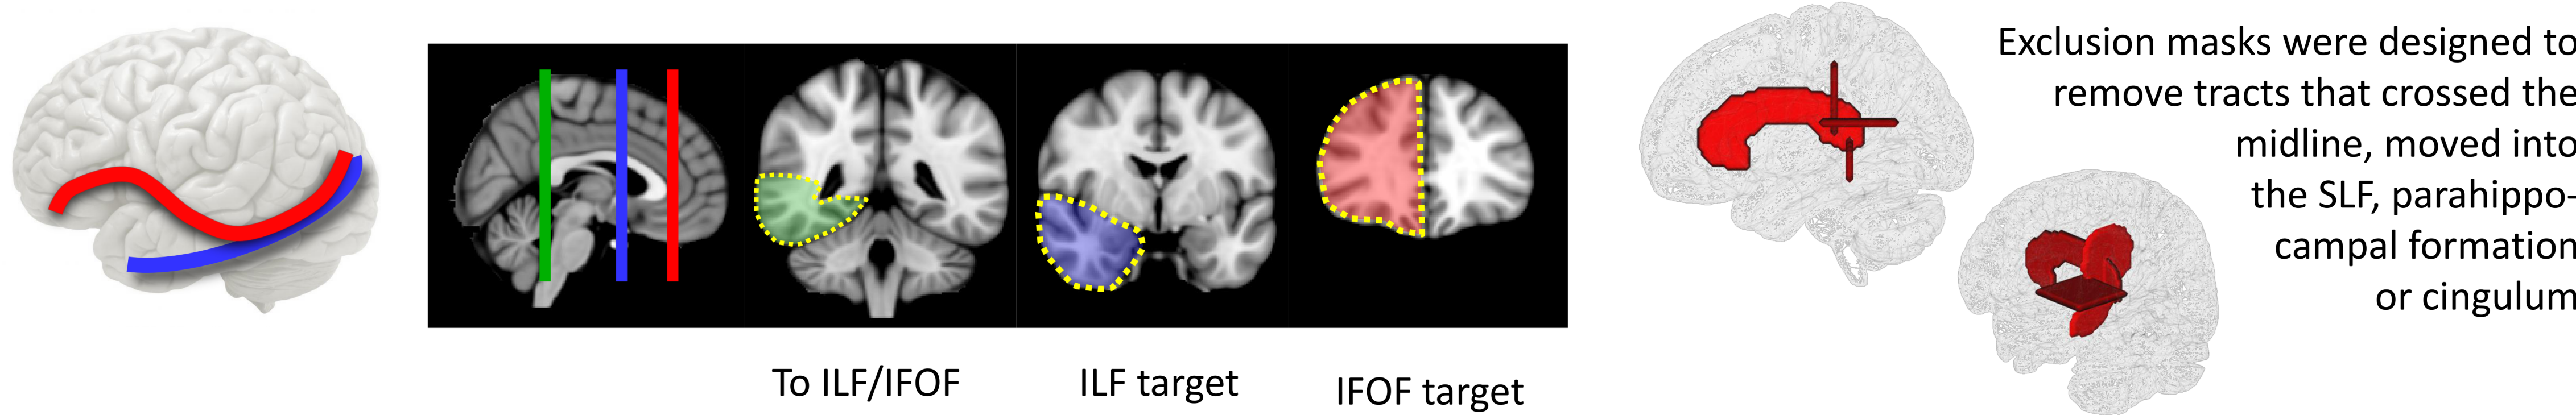 To ILF/IFOF
ILF target
IFOF target
Exclusion masks were designed to
remove tracts that crossed the
midline, moved into
the SLF, parahippo-
campal formation
or cingulum